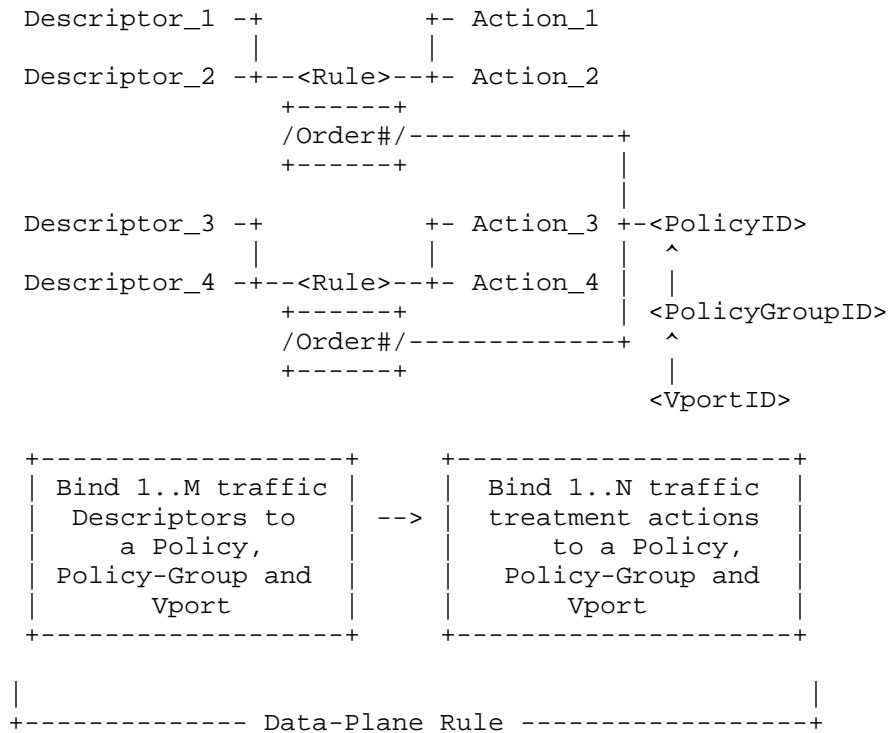 Descriptor_1 -+ +- Action_1
| |
Descriptor_2 -+--<Rule>--+- Action_2
+------+
/Order#/-------------+
+------+ |
|
Descriptor_3 -+ +- Action_3 +-<PolicyID>
| | | ^
Descriptor_4 -+--<Rule>--+- Action_4 | |
+------+ | <PolicyGroupID>
/Order#/-------------+ ^
+------+ |
<VportID>
+-------------------+ +---------------------+
| Bind 1..M traffic | | Bind 1..N traffic |
| Descriptors to | --> | treatment actions |
| a Policy, | | to a Policy, |
| Policy-Group and | | Policy-Group and |
| Vport | | Vport |
+-------------------+ +---------------------+
| |
+-------------- Data-Plane Rule ------------------+